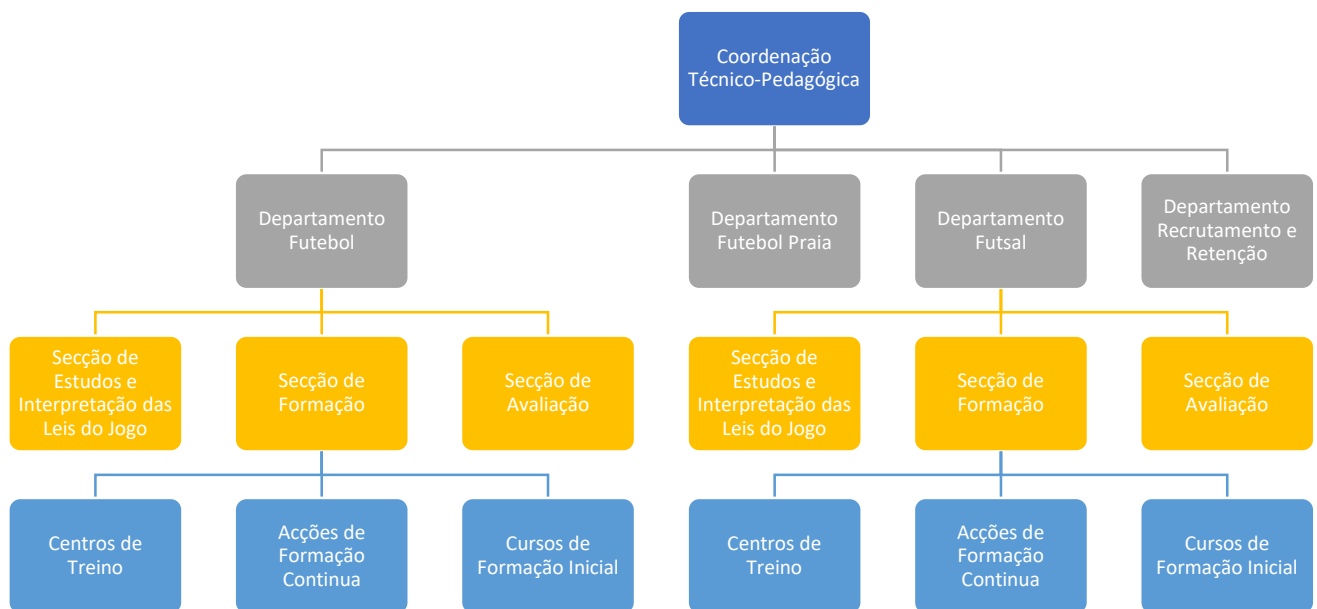 Coordenação
Técnico-Pedagógica
Departamento
Futebol
Departamento
Futebol Praia
Departamento
Futsal
Departamento
Recrutamento e
Retenção
Secção de
Estudos e
Interpretação das
Leis do Jogo
Secção de
Formação
Secção de
Avaliação
Secção de
Estudos e
Interpretação das
Leis do Jogo
Secção de
Formação
Secção de
Avaliação
Centros de
Treino
Acções de
Formação
Continua
Cursos de
Formação Inicial
Centros de
Treino
Acções de
Formação
Continua
Cursos de
Formação Inicial